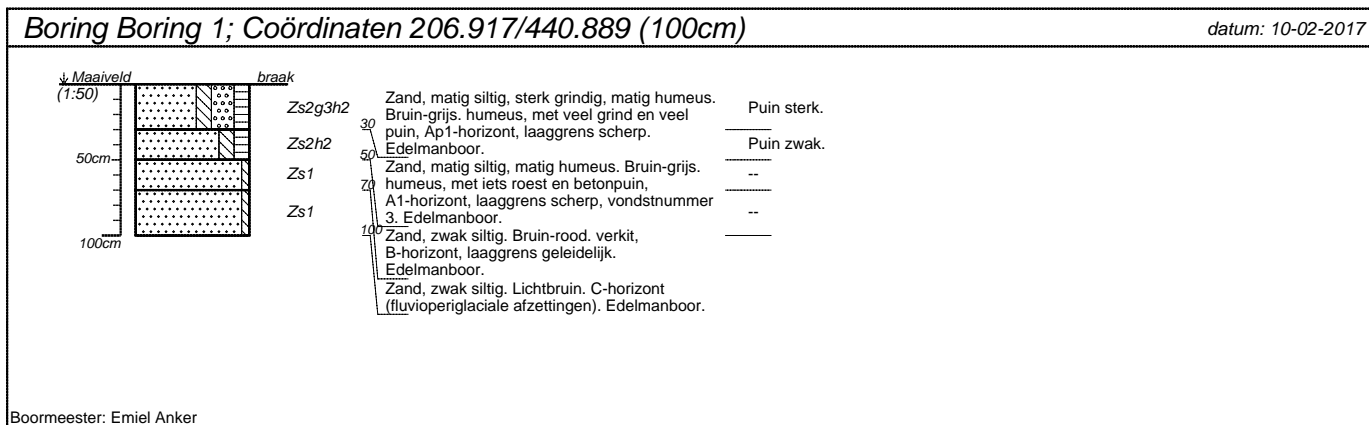 Boring Boring 1; Coördinaten 206.917/440.889 (100cm)
datum: 10-02-2017
Maaiveld
braak
(1:50)
50cm
100cm
Zs2g3h2
Zs2h2
Zs1
Zs1
30
50
70
100
Zand, matig siltig, sterk grindig, matig humeus.
Bruin-grijs. humeus, met veel grind en veel
puin, Ap1-horizont, laaggrens scherp.
Edelmanboor.
Zand, matig siltig, matig humeus. Bruin-grijs.
humeus, met iets roest en betonpuin,
A1-horizont, laaggrens scherp, vondstnummer
3. Edelmanboor.
Zand, zwak siltig. Bruin-rood. verkit,
B-horizont, laaggrens geleidelijk.
Edelmanboor.
Zand, zwak siltig. Lichtbruin. C-horizont
(fluvioperiglaciale afzettingen). Edelmanboor.
Puin sterk.
Puin zwak.
--
--
Boormeester: Emiel Anker